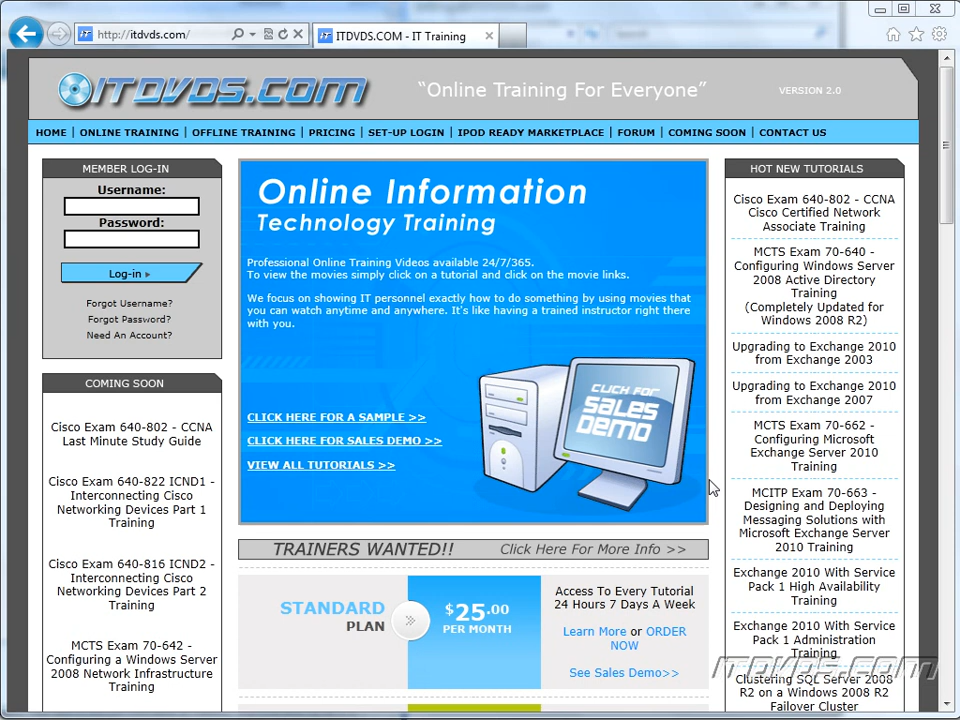 http://itdvds.com/
ITDVDS.COM - IT Training
ITDVDS.COM
“Online Training For Everyone”
VERSION 2.0
HOME | ONLINE TRAINING | OFFLINE TRAINING | PRICING | SET-UP LOGIN | IPOD READY MARKETPLACE | FORUM | COMING SOON | CONTACT US
MEMBER LOG-IN
Username:
Password:
Log-in
Forgot Username?
Forgot Password?
Need An Account?
COMING SOON
Cisco Exam 640-802 - CCNA
Last Minute Study Guide
Cisco Exam 640-822 ICND1 -
Interconnecting Cisco
Networking Devices Part 1
Training
Cisco Exam 640-816 ICND2 -
Interconnecting Cisco
Networking Devices Part 2
Training
MCTS Exam 70-642 -
Configuring a Windows Server
2008 Network Infrastructure
Training
Online Information
Technology Training
Professional Online Training Videos available 24/7/365.
To view the movies simply click on a tutorial and click on the movie links.
We focus on showing IT personnel exactly how to do something by using movies that
you can watch anytime and anywhere. It's like having a trained instructor right there
with you.
CLICK HERE FOR A SAMPLE >>
CLICK HERE FOR SALES DEMO >>
VIEW ALL TUTORIALS >>
CLICK FOR
SALES
DEMO
TRAINERS WANTED!! Click Here For More Info >>
STANDARD
PLAN
$25.00
PER MONTH
Access To Every Tutorial
24 Hours 7 Days A Week
Learn More or ORDER
NOW
See Sales Demo>>
HOT NEW TUTORIALS
Cisco Exam 640-802 - CCNA
Cisco Certified Network
Associate Training
MCTS Exam 70-640 -
Configuring Windows Server
2008 Active Directory
Training
(Completely Updated for
Windows 2008 R2)
Upgrading to Exchange 2010
from Exchange 2003
Upgrading to Exchange 2010
from Exchange 2007
MCTS Exam 70-662 -
Configuring Microsoft
Exchange Server 2010
Training
MCITP Exam 70-663 -
Designing and Deploying
Messaging Solutions with
Microsoft Exchange Server
2010 Training
Exchange 2010 With Service
Pack 1 High Availability
Training
Exchange 2010 With Service
Pack 1 Administration
Training
Clustering SQL Server 2008
R2 on a Windows 2008 R2
Failover Cluster
ITDVDS.COM